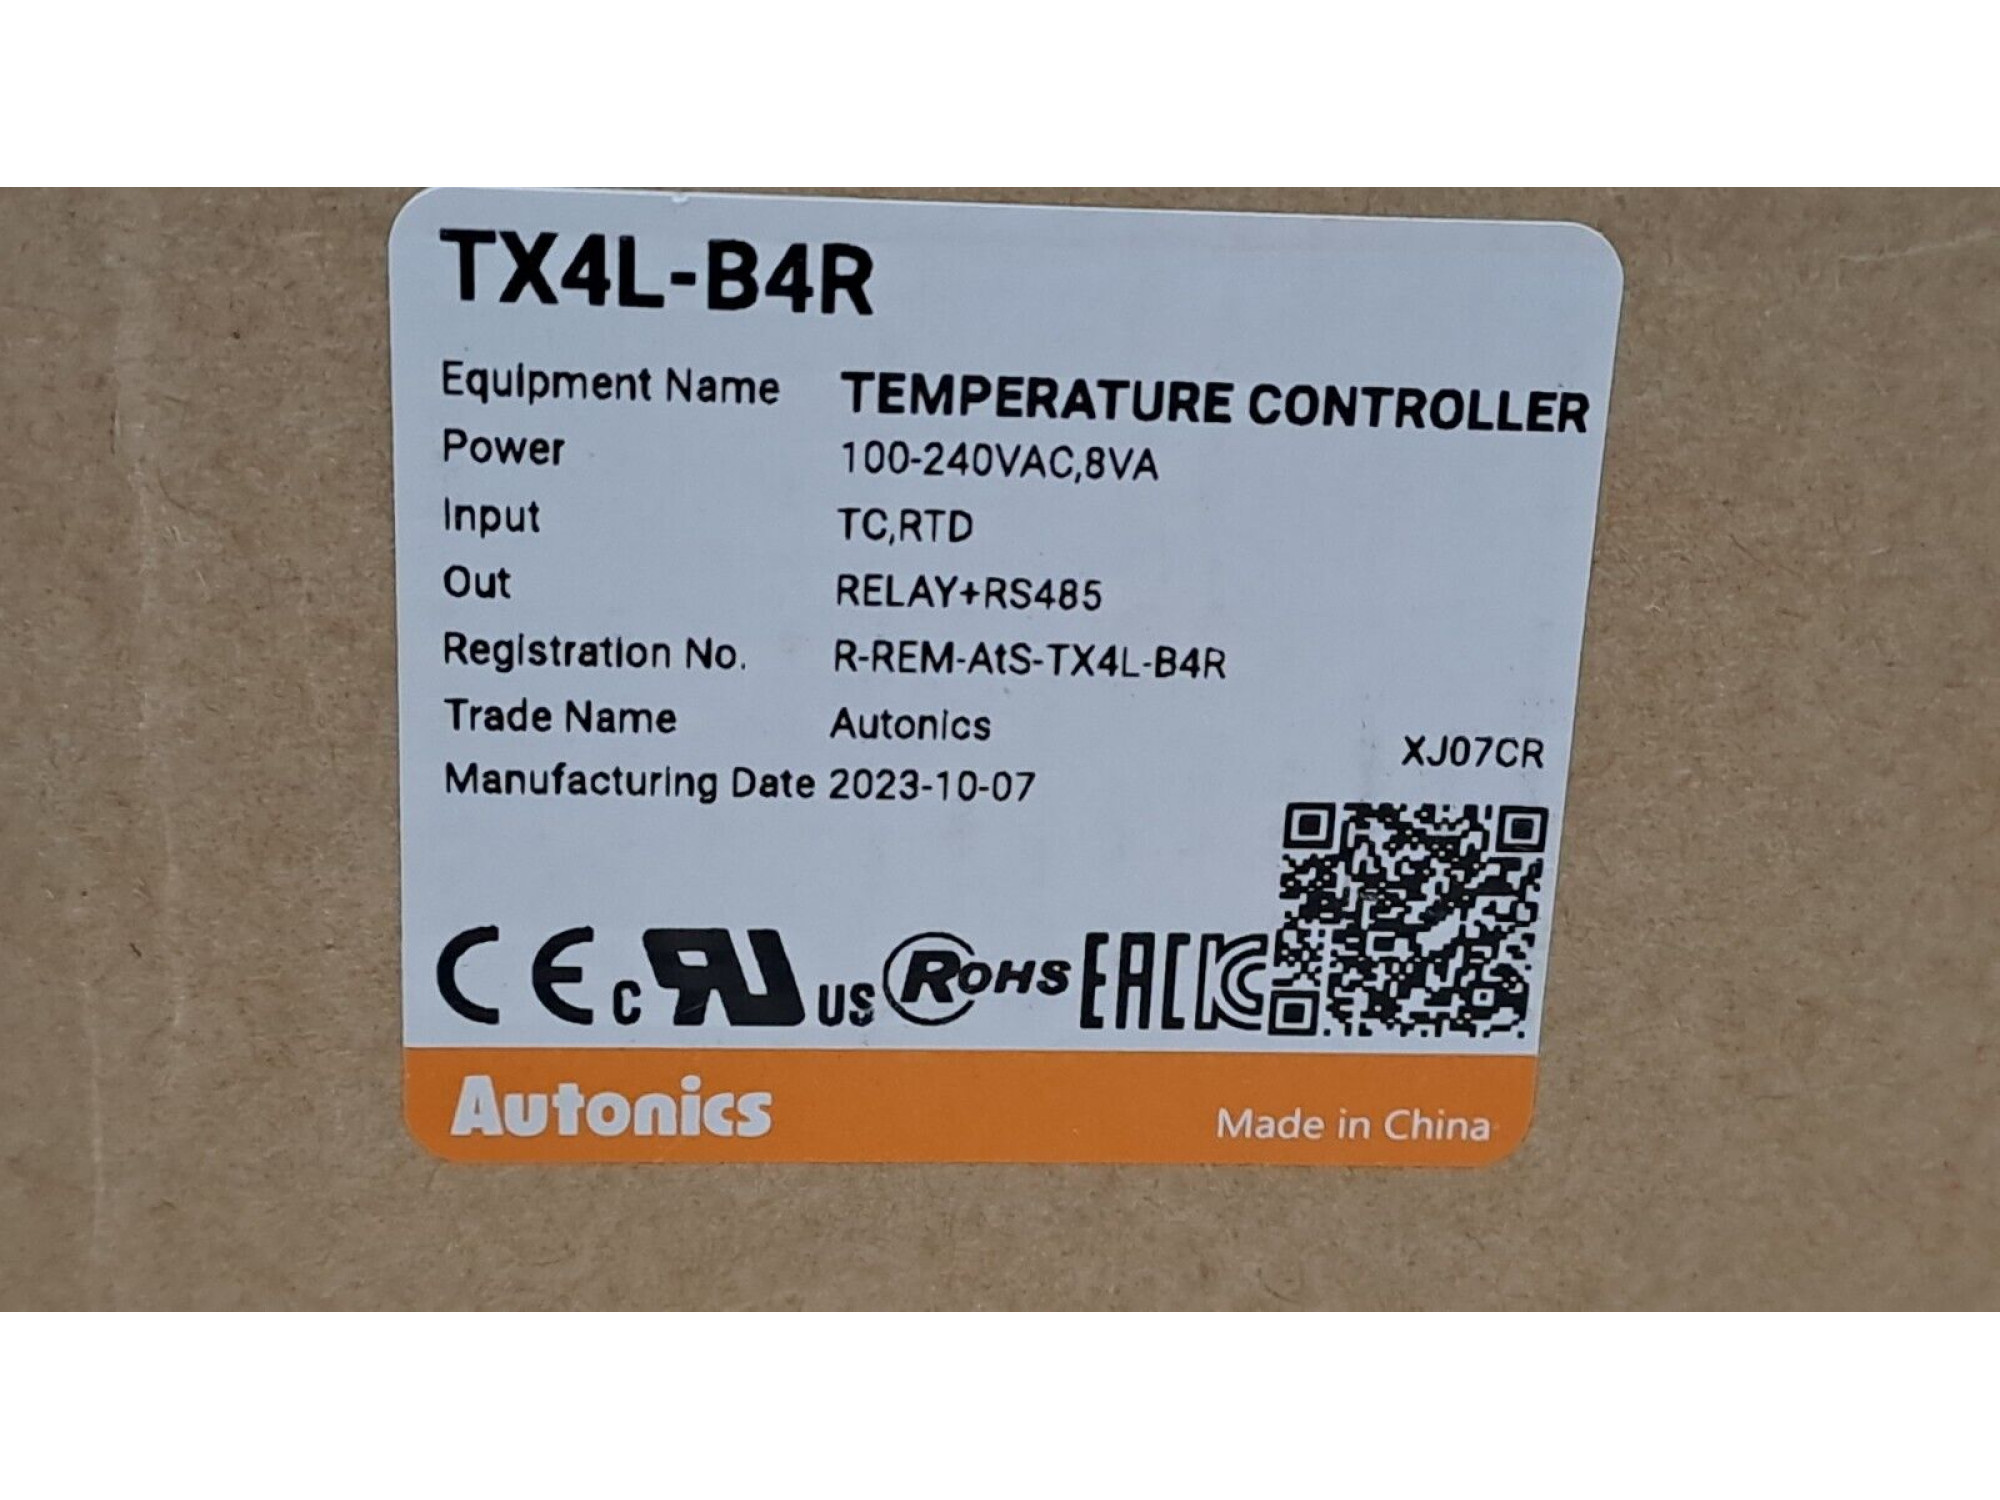 TX4L-B4R
Equipment Name TEMPERATURE CONTROLLER
Power 100-240VAC,8VA
Input TC,RTD
Out RELAY+RS485
Registration No. R-REM-AtS-TX4L-B4R
Trade Name Autonics
Manufacturing Date 2023-10-07
XJ07CR
CE c RU US RoHS EAC KC
Autonics
Made in China